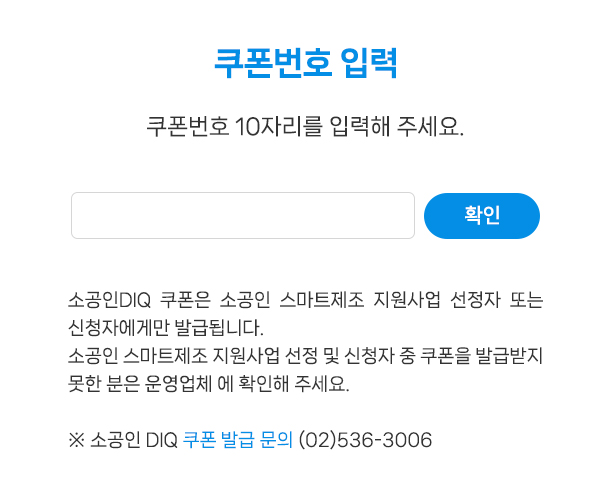 쿠폰번호 입력
쿠폰번호 10자리를 입력해 주세요.
확인
소공인DIQ 쿠폰은 소공인 스마트제조 지원사업 선정자 또는
신청자에게만 발급됩니다.
소공인 스마트제조 지원사업 선정 및 신청자 중 쿠폰을 발급받지
못한 분은 운영업체 에 확인해 주세요.
※ 소공인 DIQ 쿠폰 발급 문의 (02)536-3006